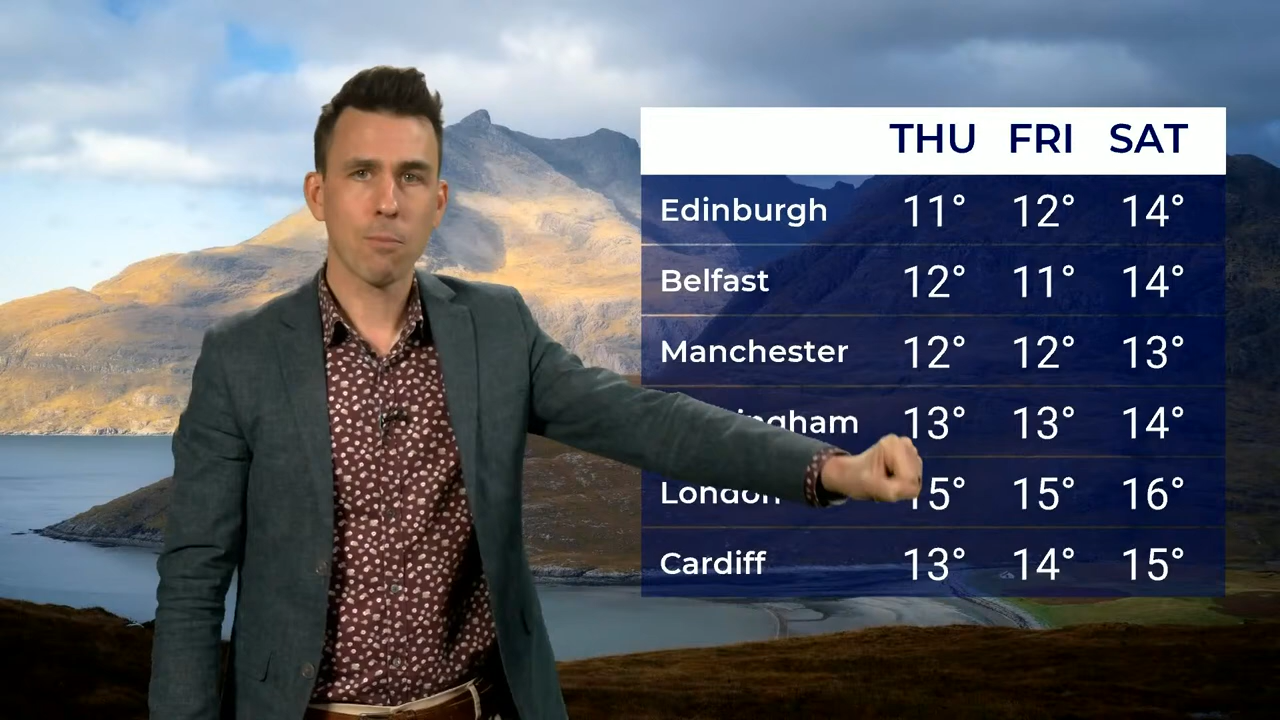 THU FRI SAT
Edinburgh 11° 12° 14°
Belfast 12° 11° 14°
Manchester 12° 12° 13°
13° 13° 14°
London 15° 15° 16°
Cardiff 13° 14° 15°